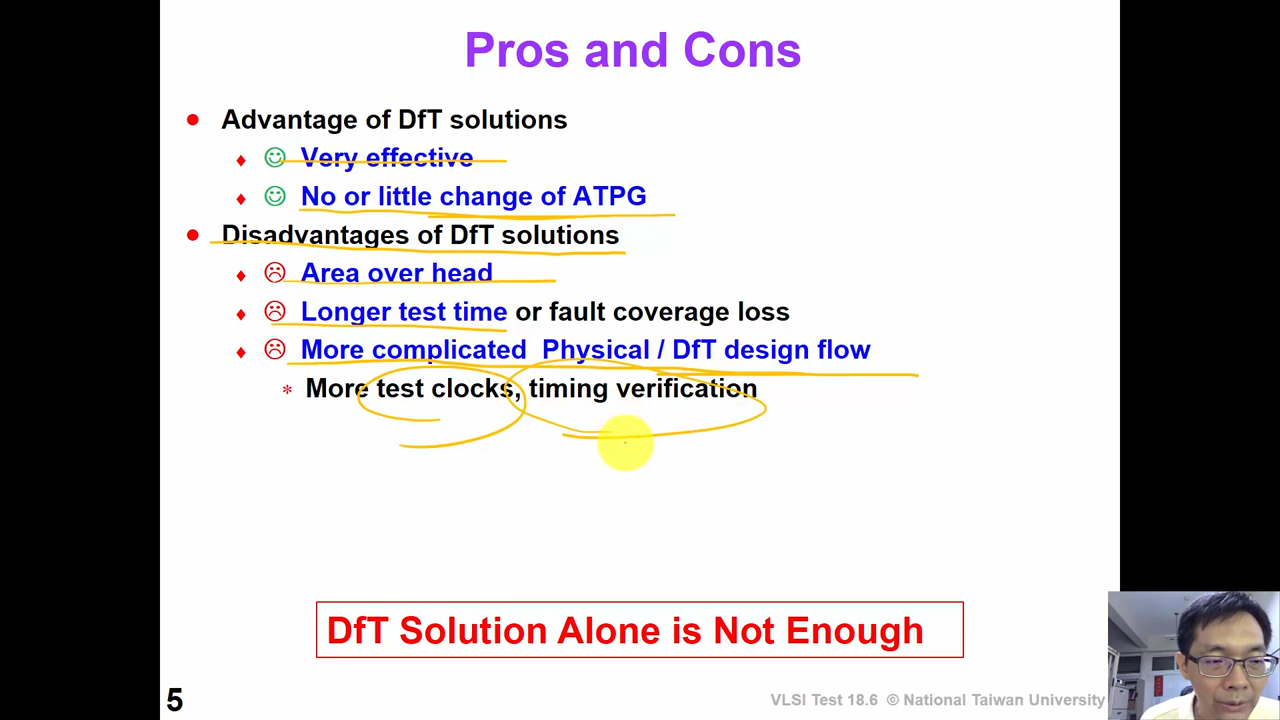 Pros and Cons
Advantage of DfT solutions
Very effective
No or little change of ATPG
Disadvantages of DfT solutions
Area over head
Longer test time or fault coverage loss
More complicated Physical / DfT design flow
More test clocks, timing verification
DfT Solution Alone is Not Enough
5
VLSI Test 18.6 © National Taiwan University